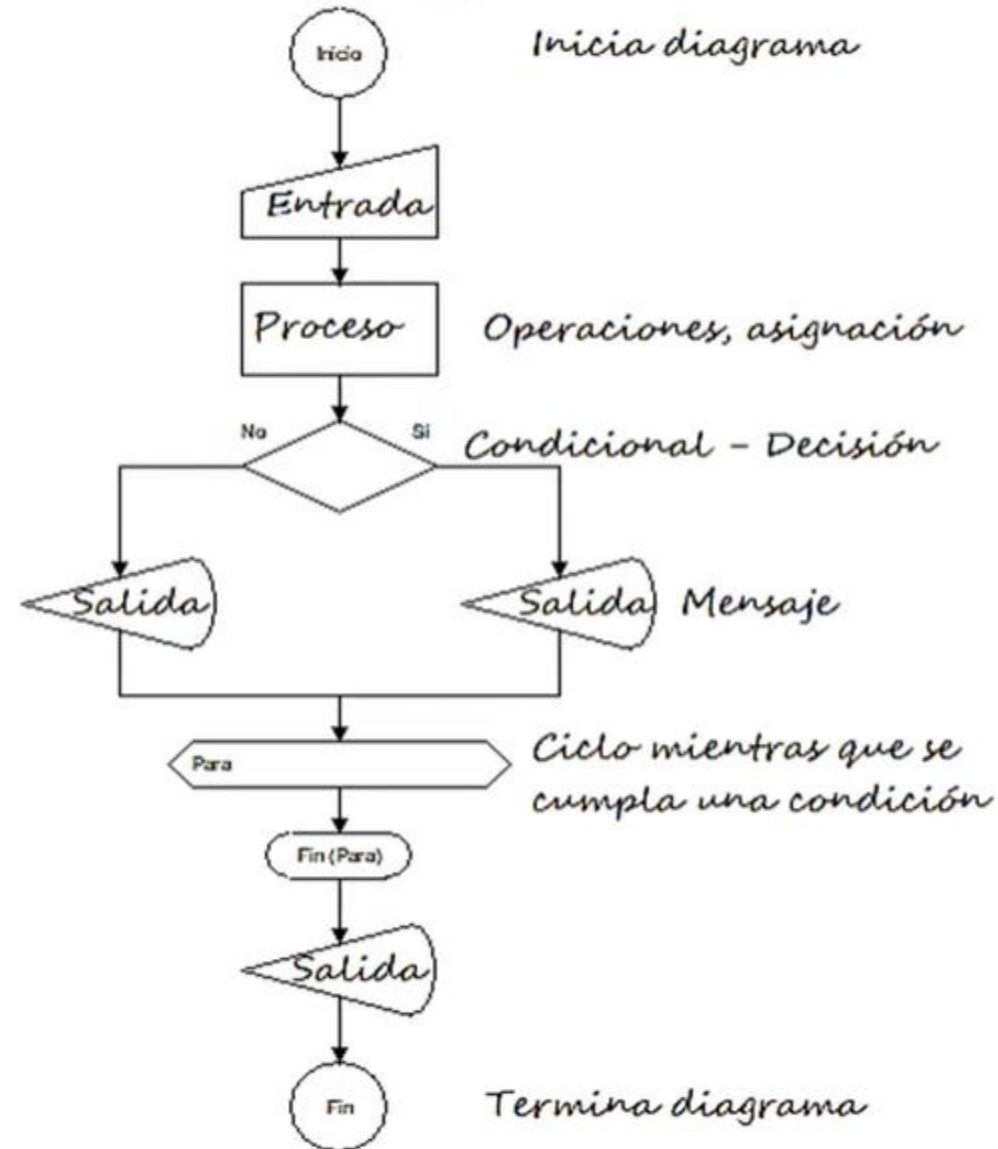 Inicio
Inicia diagrama
Entrada
Proceso
Operaciones, asignación
No
Si
Condicional - Decisión
Salida
Salida
Mensaje
Para
Ciclo mientras que se
cumpla una condición
Fin (Para)
Salida
Fin
Termina diagrama